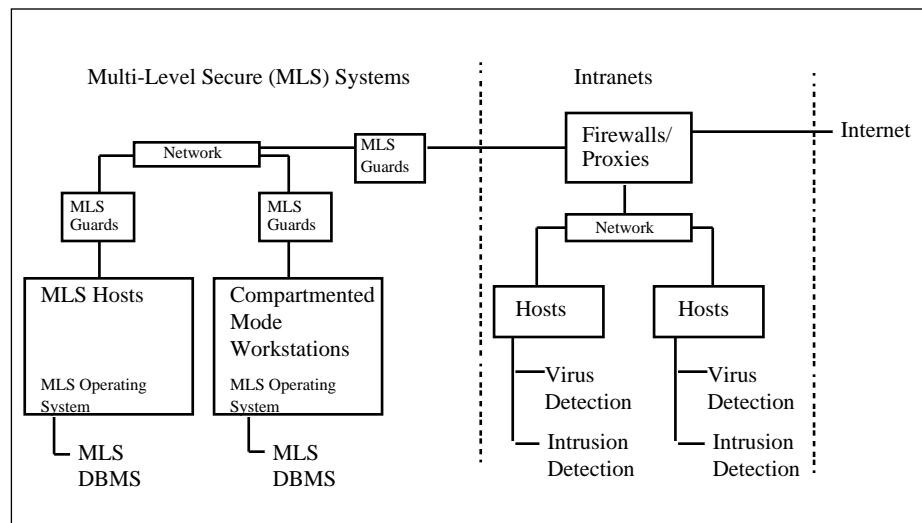 Multi-Level Secure (MLS) Systems
Intranets
Internet
Firewalls/
Proxies
MLS
Guards
Network
MLS
Guards
MLS
Guards
Network
MLS Hosts
MLS Operating
System
Compartmented
Mode
Workstations
MLS Operating
System
Hosts
Hosts
Virus
Detection
Virus
Detection
Intrusion
Detection
Intrusion
Detection
MLS
DBMS
MLS
DBMS